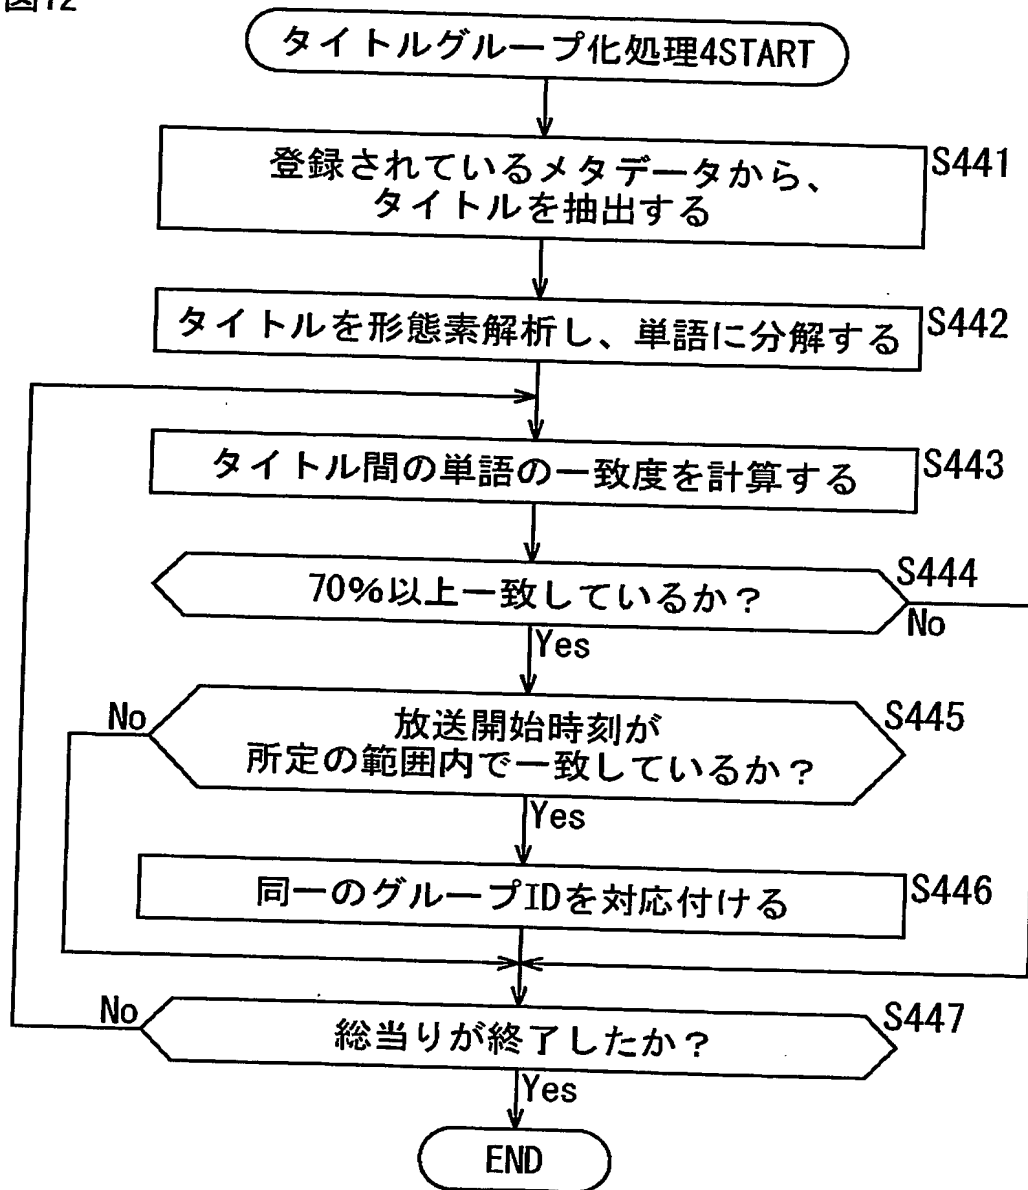 図12
タイトルグループ化処理4START
登録されているメタデータから、
タイトルを抽出する
S441
タイトルを形態素解析し、単語に分解する
S442
タイトル間の単語の一致度を計算する
S443
70%以上一致しているか?
S444
No
Yes
放送開始時刻が
所定の範囲内で一致しているか?
S445
No
Yes
同一のグループIDを対応付ける
S446
総当りが終了したか?
S447
No
Yes
END